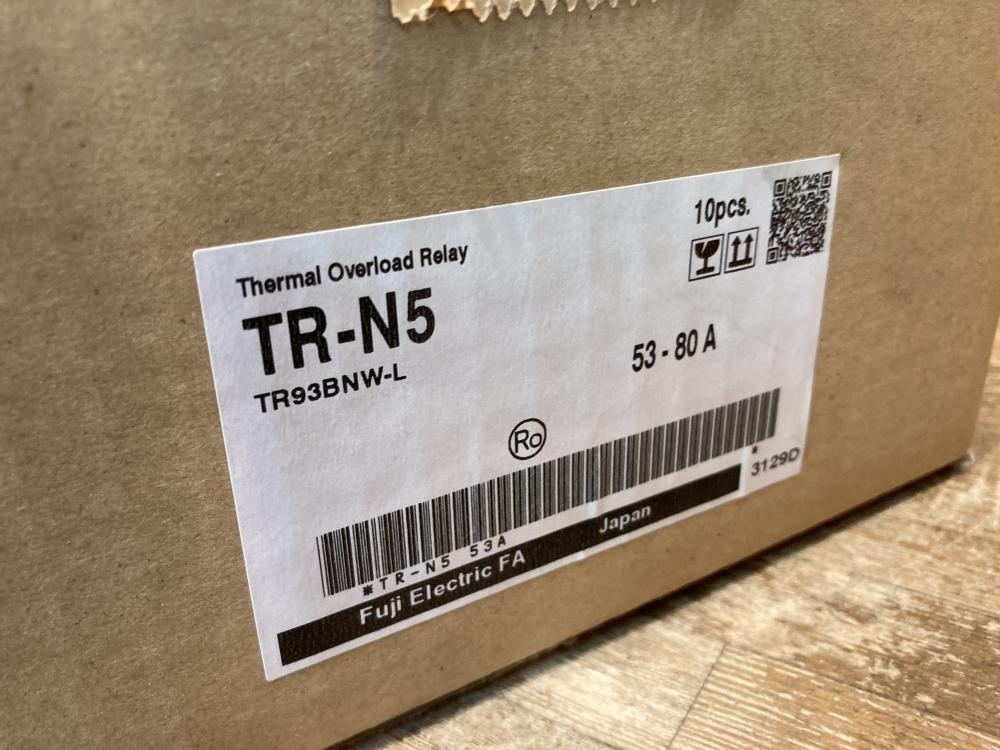 10pcs.
Thermal Overload Relay
TR-N5
TR93BNW-L
53-80 A
Ro
*TR-N5 53A *
3129D
Fuji Electric FA Japan